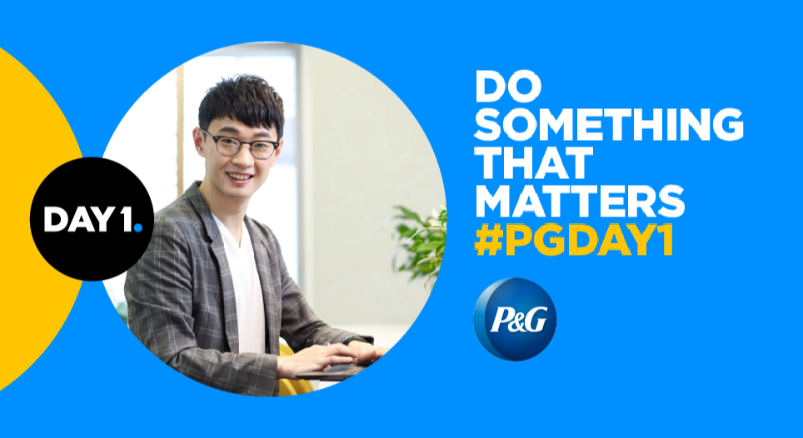 DAY 1.
DO
SOMETHING
THAT
MATTERS
#PGDAY1
P&G